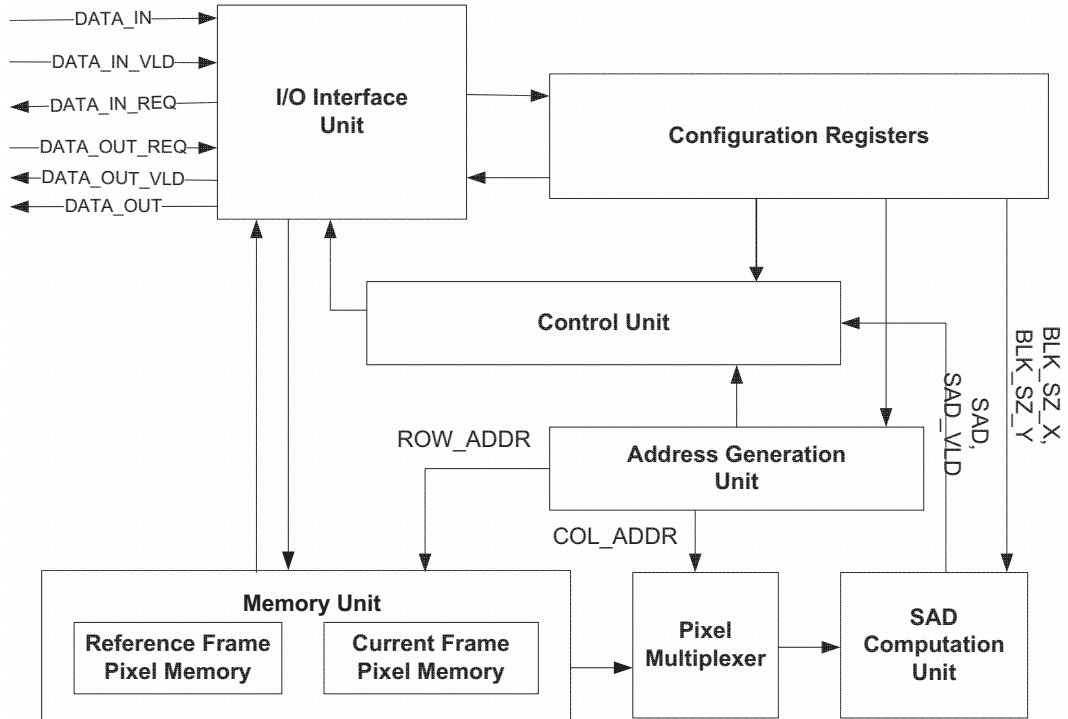 DATA_IN
DATA_IN_VLD
DATA_IN_REQ
DATA_OUT_REQ
DATA_OUT_VLD
DATA_OUT
I/O Interface
Unit
Configuration Registers
Control Unit
BLK_SZ_X,
BLK_SZ_Y
SAD,
SAD_VLD
ROW_ADDR
Address Generation
Unit
COL_ADDR
Memory Unit
Reference Frame
Pixel Memory
Current Frame
Pixel Memory
Pixel
Multiplexer
SAD
Computation
Unit